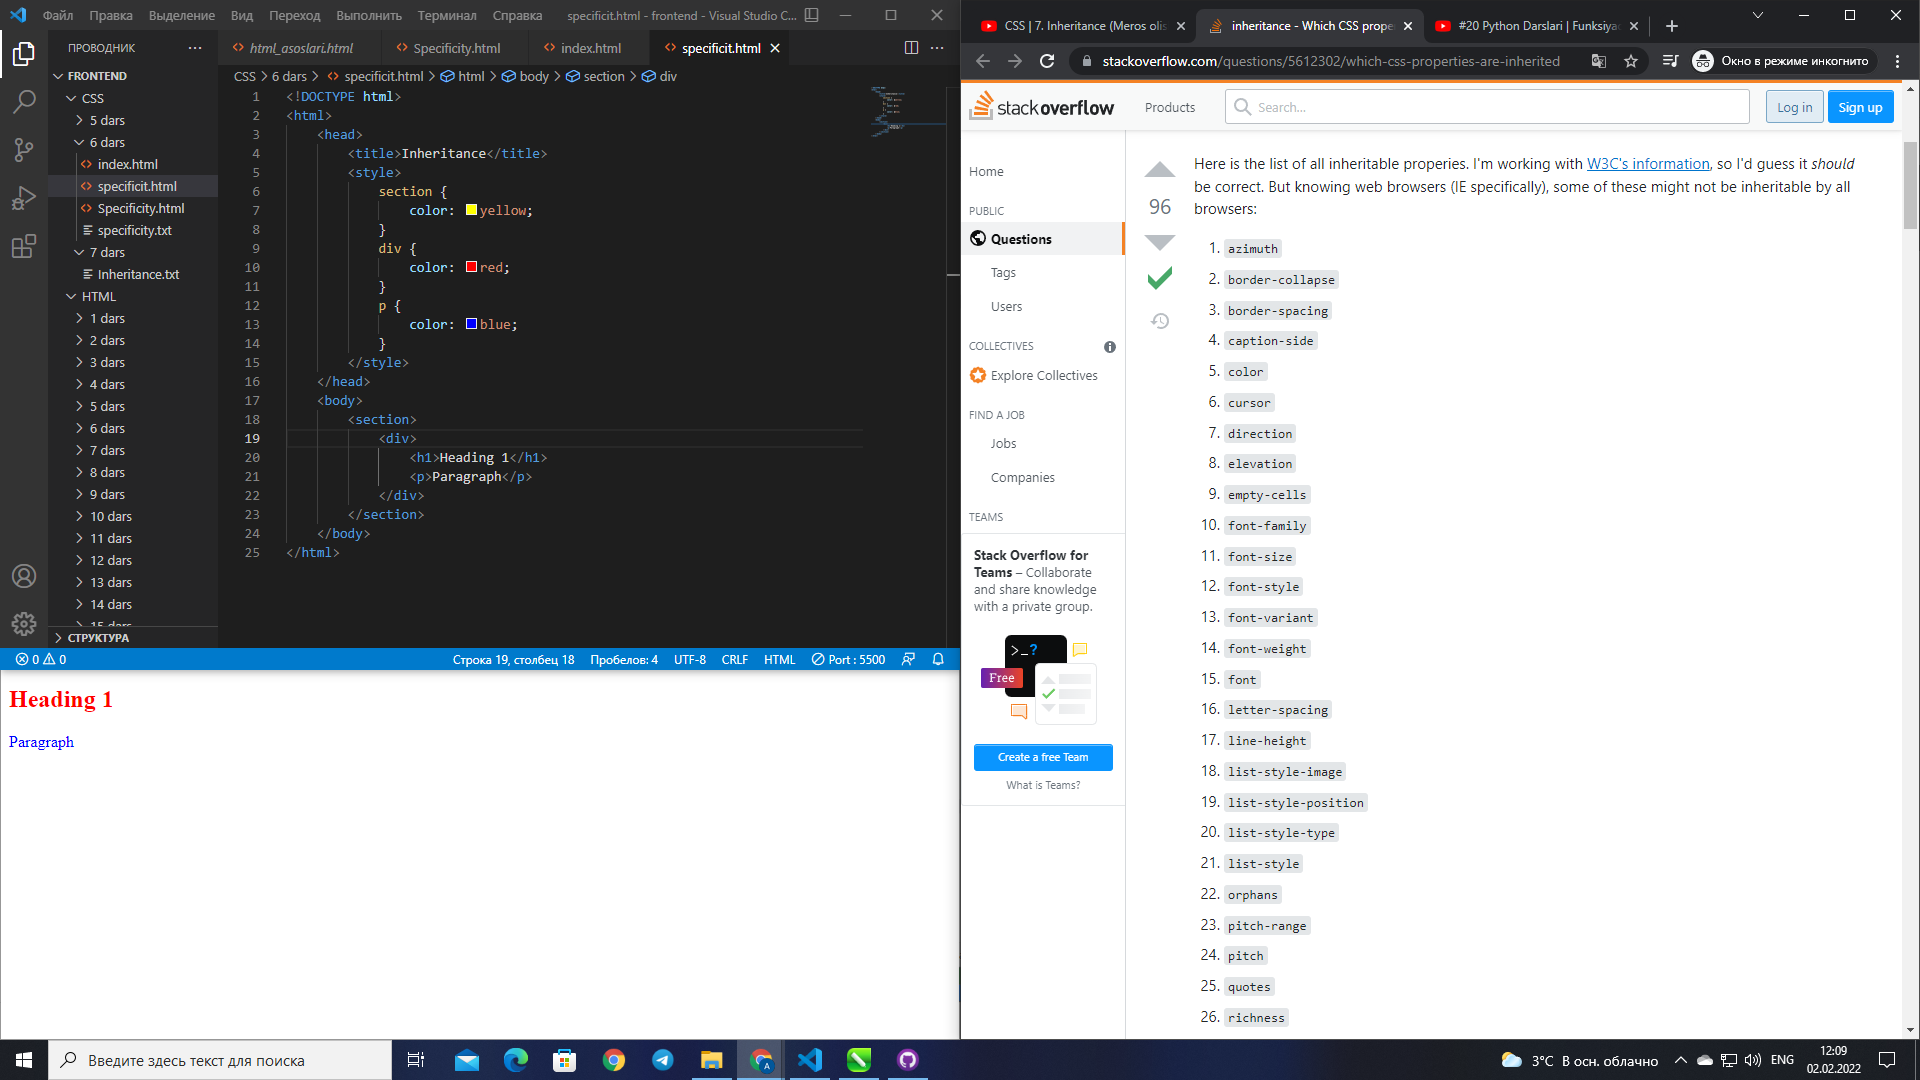 Файл Правка Выделение Вид Переход Выполнить Терминал Справка specificit.html - frontend - Visual Studio C...
ПРОВОДНИК
FRONTEND
CSS
5 dars
6 dars
index.html
specificit.html
Specificity.html
specificity.txt
7 dars
Inheritance.txt
HTML
1 dars
2 dars
3 dars
4 dars
5 dars
6 dars
7 dars
8 dars
9 dars
10 dars
11 dars
12 dars
13 dars
14 dars
15 dars
СТРУКТУРА
html_asoslari.html Specificity.html index.html specificit.html
CSS > 6 dars > specificit.html > html > body > section > div
1 <!DOCTYPE html>
2 <html>
3 <head>
4 <title>Inheritance</title>
5 <style>
6 section {
7 color: yellow;
8 }
9 div {
10 color: red;
11 }
12 p {
13 color: blue;
14 }
15 </style>
16 </head>
17 <body>
18 <section>
19 <div>
20 <h1>Heading 1</h1>
21 <p>Paragraph</p>
22 </div>
23 </section>
24 </body>
25 </html>
0 0 Строка 19, столбец 18 Пробелов: 4 UTF-8 CRLF HTML Port : 5500
Heading 1
Paragraph
CSS | 7. Inheritance (Meros olis inheritance - Which CSS prope #20 Python Darslari | Funksiya
stackoverflow.com/questions/5612302/which-css-properties-are-inherited Окно в режиме инкогнито
stackoverflow Products Search... Log in Sign up
Home
PUBLIC
Questions
Tags
Users
COLLECTIVES
Explore Collectives
FIND A JOB
Jobs
Companies
TEAMS
Stack Overflow for
Teams – Collaborate
and share knowledge
with a private group.
>_?
Free
Create a free Team
What is Teams?
96
Here is the list of all inheritable properies. I'm working with W3C's information, so I'd guess it should
be correct. But knowing web browsers (IE specifically), some of these might not be inheritable by all
browsers:
1. azimuth
2. border-collapse
3. border-spacing
4. caption-side
5. color
6. cursor
7. direction
8. elevation
9. empty-cells
10. font-family
11. font-size
12. font-style
13. font-variant
14. font-weight
15. font
16. letter-spacing
17. line-height
18. list-style-image
19. list-style-position
20. list-style-type
21. list-style
22. orphans
23. pitch-range
24. pitch
25. quotes
26. richness
Введите здесь текст для поиска
3°C В осн. облачно ENG 12:09
02.02.2022